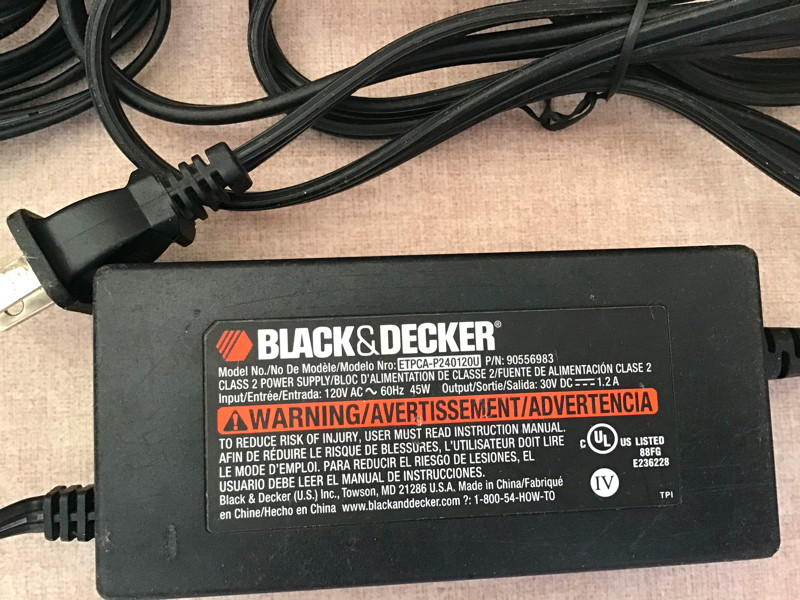 BLACK&DECKER®
Model No./No De Modèle/Modelo Nro: ETPCA-P240120U P/N: 90556983
CLASS 2 POWER SUPPLY/BLOC D'ALIMENTATION DE CLASSE 2/FUENTE DE ALIMENTACIÓN CLASE 2
Input/Entrée/Entrada: 120V AC ~ 60Hz 45W Output/Sortie/Salida: 30V DC ⎓ 1.2 A
WARNING/AVERTISSEMENT/ADVERTENCIA
TO REDUCE RISK OF INJURY, USER MUST READ INSTRUCTION MANUAL.
AFIN DE RÉDUIRE LE RISQUE DE BLESSURES, L'UTILISATEUR DOIT LIRE
LE MODE D'EMPLOI. PARA REDUCIR EL RIESGO DE LESIONES, EL
USUARIO DEBE LEER EL MANUAL DE INSTRUCCIONES.
Black & Decker (U.S.) Inc., Towson, MD 21286 U.S.A. Made in China/Fabriqué
en Chine/Hecho en China www.blackanddecker.com ?: 1-800-54-HOW-TO
C UL US LISTED
88FG
E236228
IV
TPI